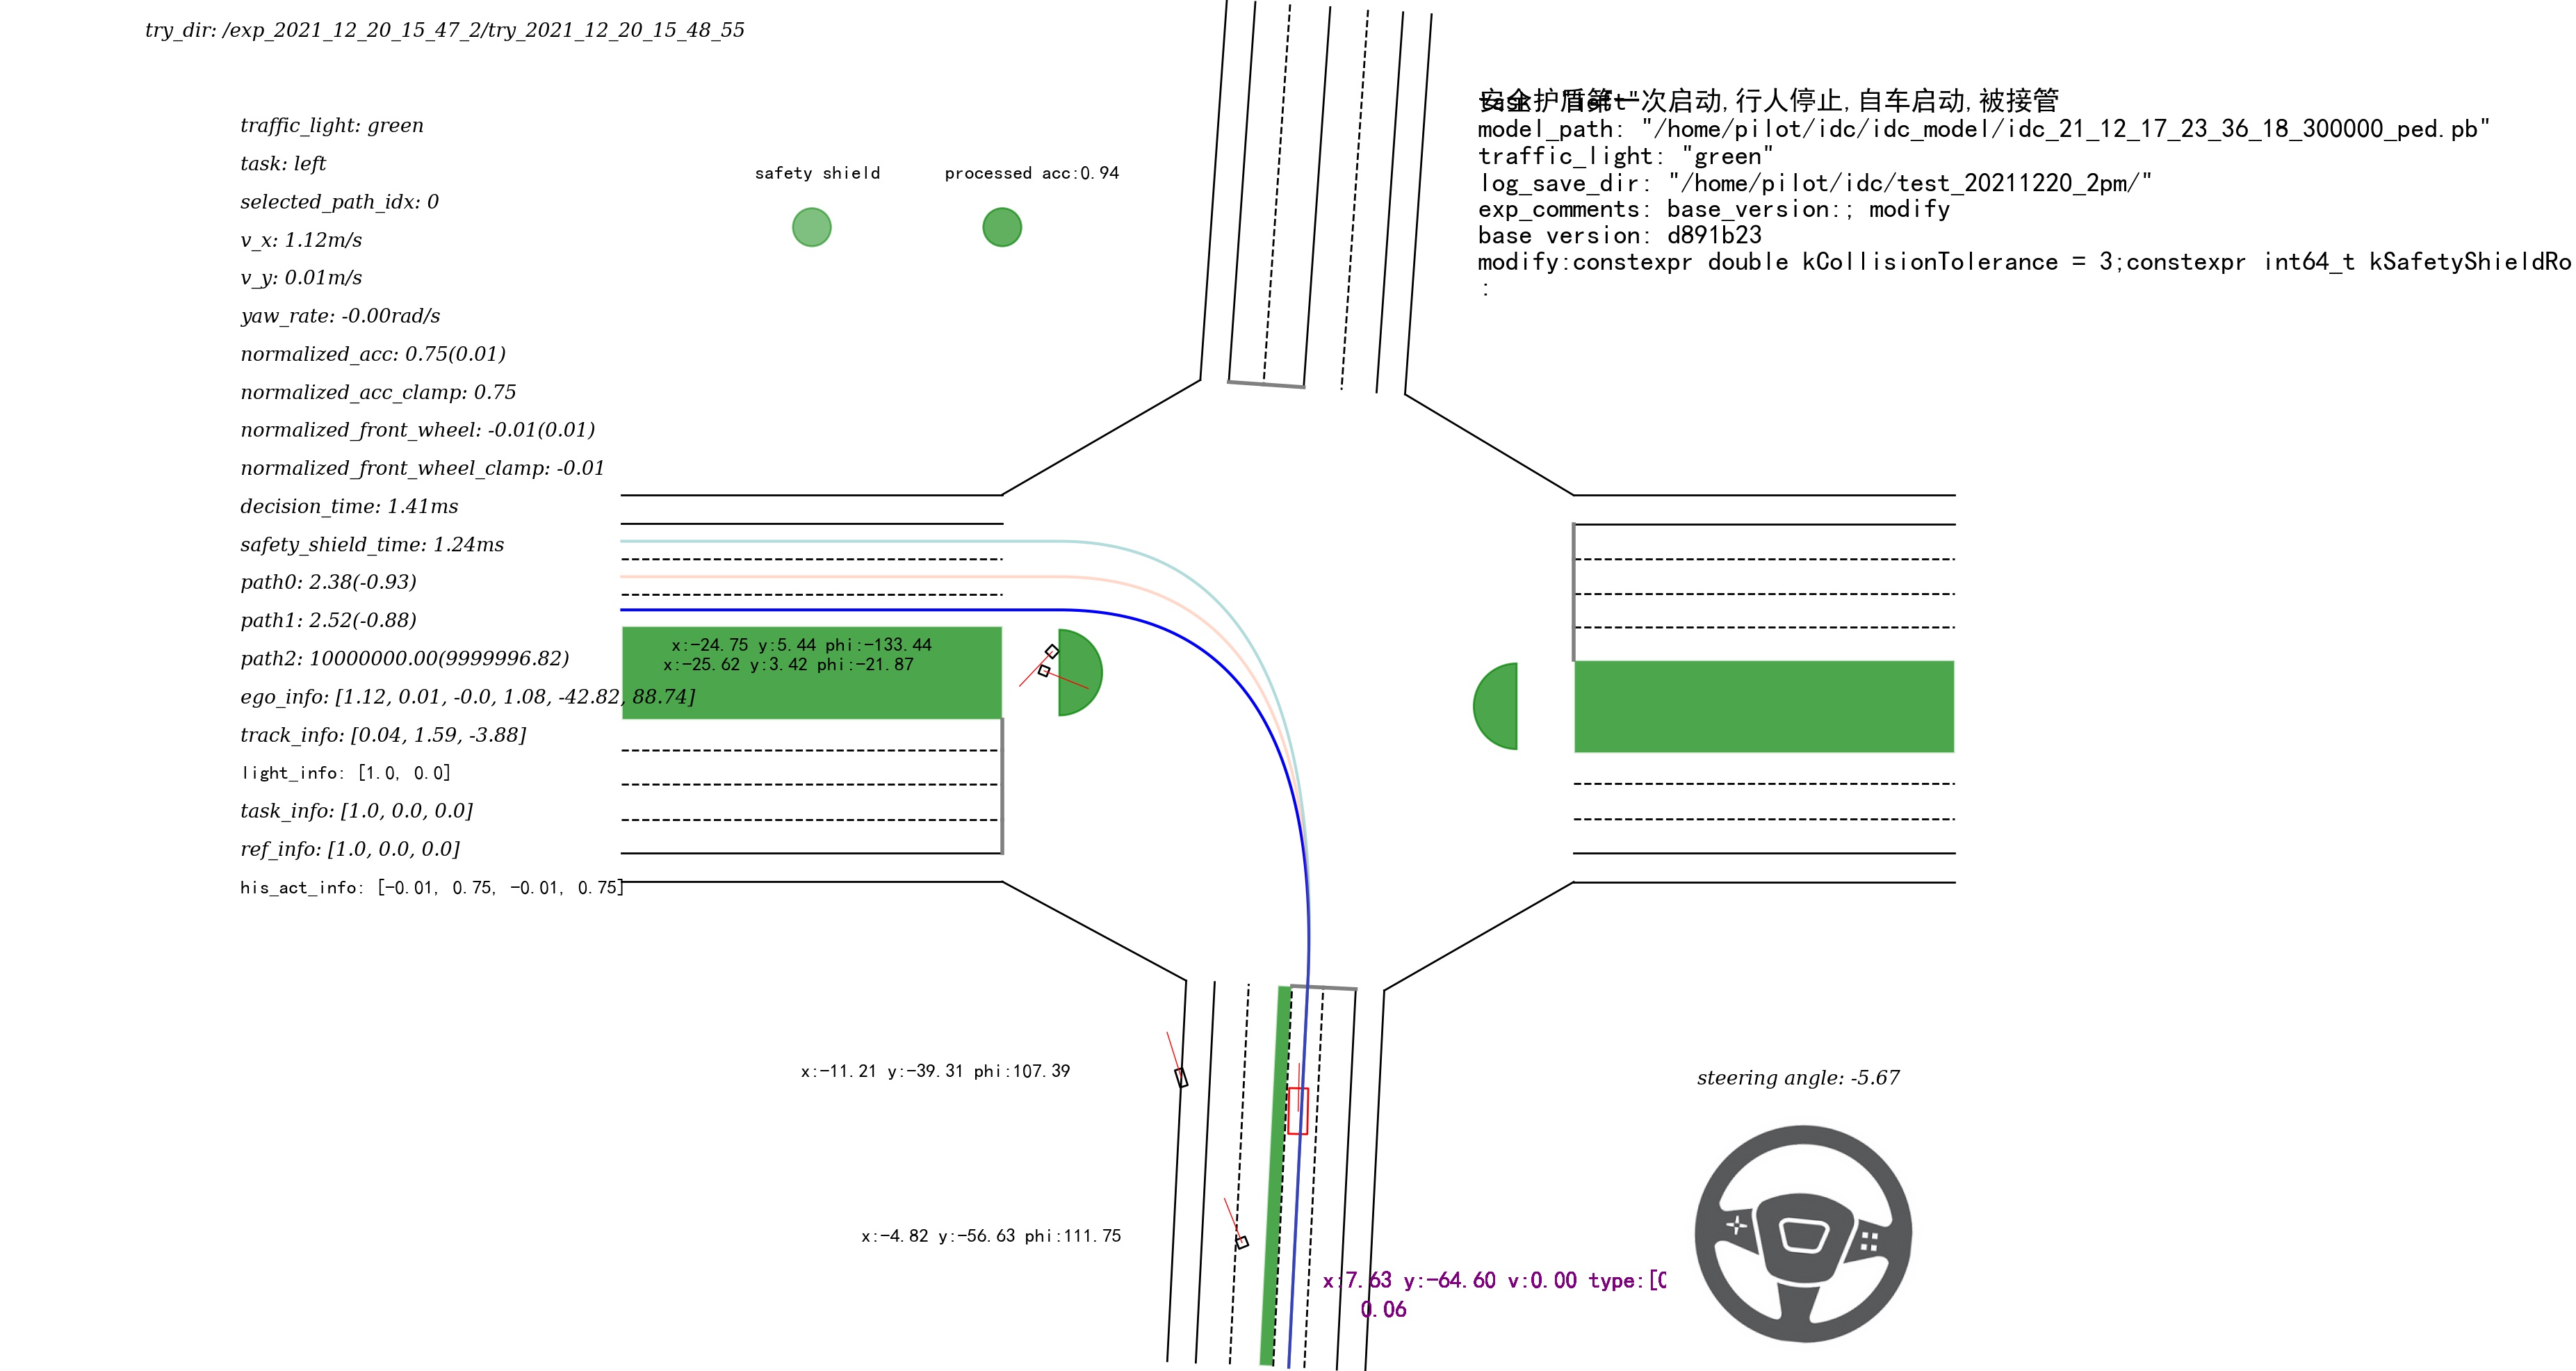 try_dir: /exp_2021_12_20_15_47_2/try_2021_12_20_15_48_55
traffic_light: green
task: left
selected_path_idx: 0
v_x: 1.12m/s
v_y: 0.01m/s
yaw_rate: -0.00rad/s
normalized_acc: 0.75(0.01)
normalized_acc_clamp: 0.75
normalized_front_wheel: -0.01(0.01)
normalized_front_wheel_clamp: -0.01
decision_time: 1.41ms
safety_shield_time: 1.24ms
path0: 2.38(-0.93)
path1: 2.52(-0.88)
path2: 10000000.00(9999996.82)
ego_info: [1.12, 0.01, -0.0, 1.08, -42.82, 88.74]
track_info: [0.04, 1.59, -3.88]
light_info: [1.0, 0.0]
task_info: [1.0, 0.0, 0.0]
ref_info: [1.0, 0.0, 0.0]
his_act_info: [-0.01, 0.75, -0.01, 0.75]
safety shield
processed acc:0.94
安全护盾第一次启动,行人停止,自车启动,被接管
model_path: "/home/pilot/idc/idc_model/idc_21_12_17_23_36_18_300000_ped.pb"
traffic_light: "green"
log_save_dir: "/home/pilot/idc/test_20211220_2pm/"
exp_comments: base_version:; modify
base version: d891b23
modify:constexpr double kCollisionTolerance = 3;constexpr int64_t kSafetyShieldRo
:
x:-24.75 y:5.44 phi:-133.44
x:-25.62 y:3.42 phi:-21.87
x:-11.21 y:-39.31 phi:107.39
x:-4.82 y:-56.63 phi:111.75
x:7.63 y:-64.60 v:0.00 type:[0
0.06
steering angle: -5.67